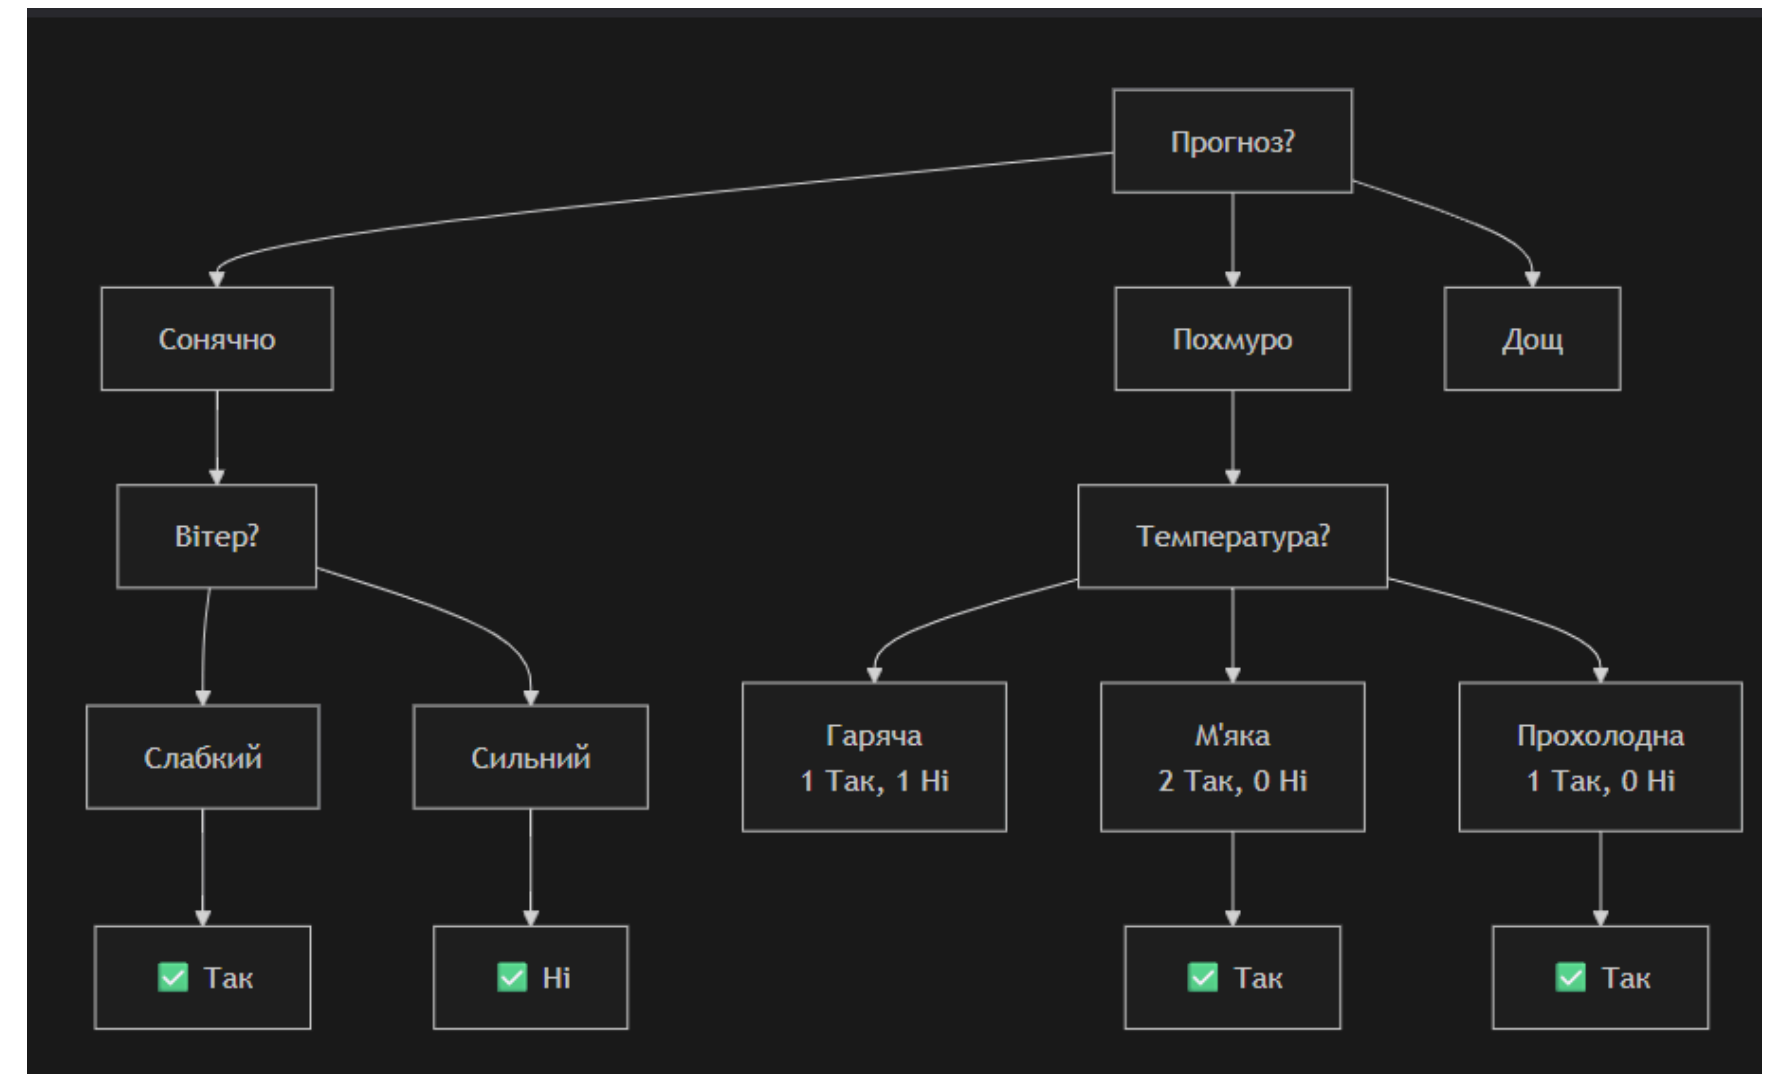 Прогноз?
Сонячно
Похмуро
Дощ
Вітер?
Температура?
Слабкий
Сильний
Гаряча
1 Так, 1 Ні
М'яка
2 Так, 0 Ні
Прохолодна
1 Так, 0 Ні
✅ Так
✅ Ні
✅ Так
✅ Так